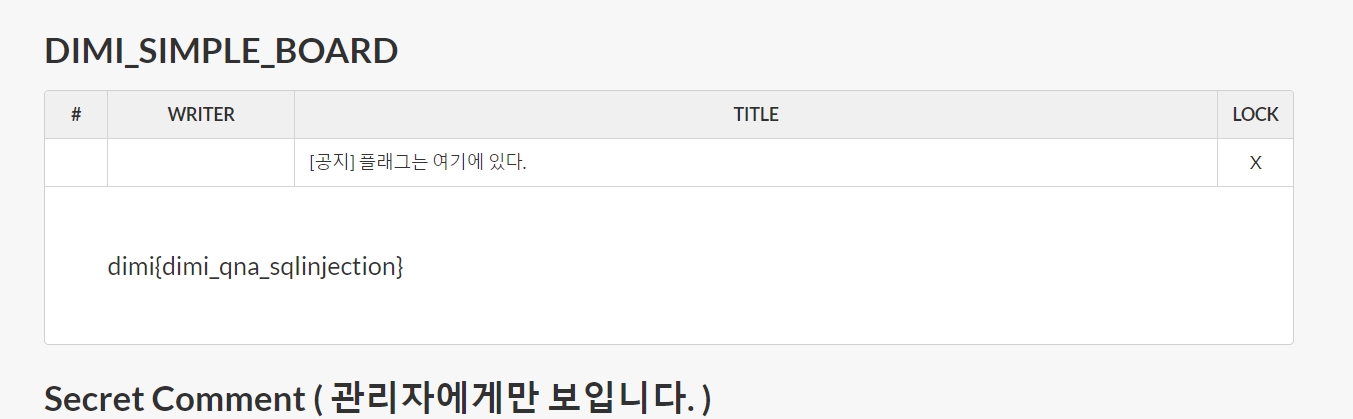 DIMI_SIMPLE_BOARD
# WRITER TITLE LOCK
[공지] 플래그는 여기에 있다. X
dimi{dimi_qna_sqlinjection}
Secret Comment ( 관리자에게만 보입니다. )